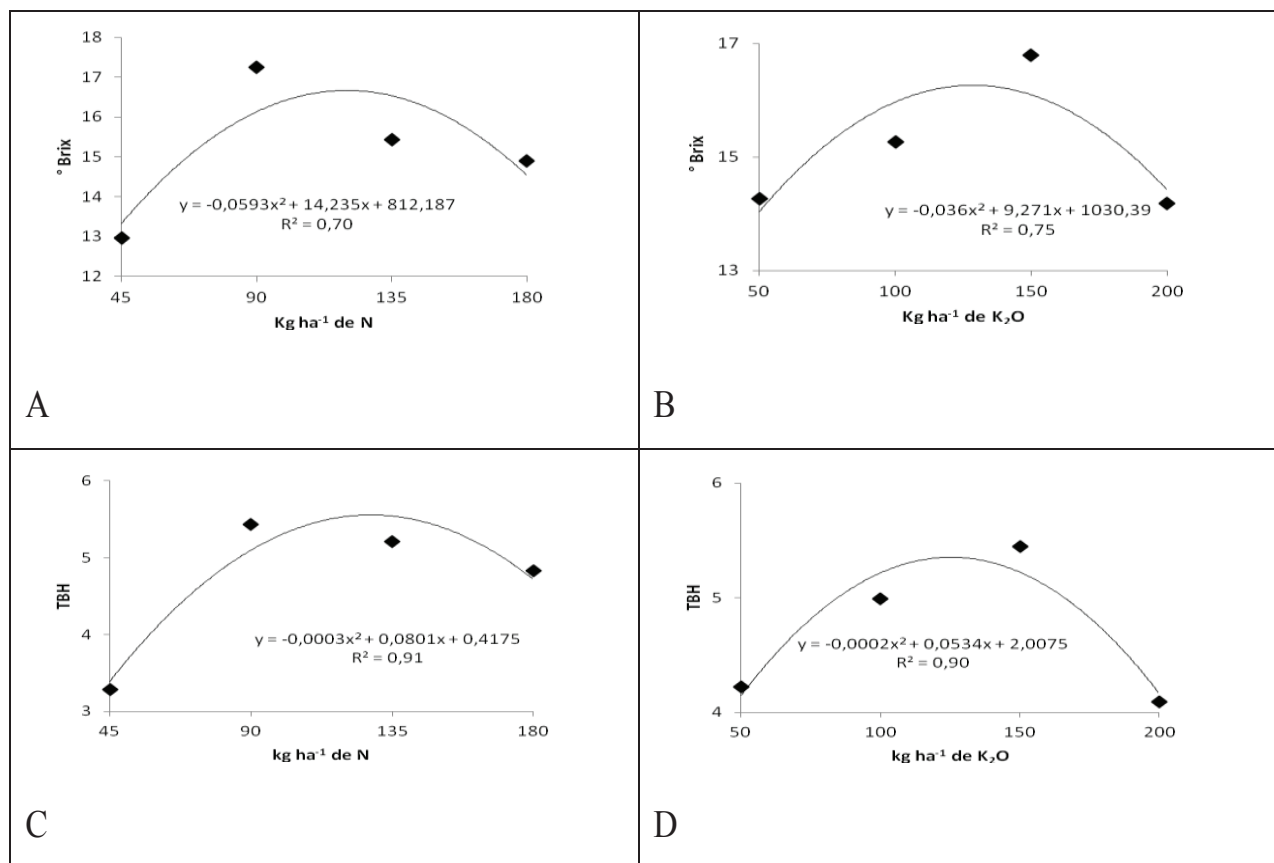 18
17
16
15
14
13
12
° Brix
y = -0,0593x² + 14,235x + 812,187
R² = 0,70
45 90 135 180
Kg ha⁻¹ de N
A
17
15
13
° Brix
y = -0,036x² + 9,271x + 1030,39
R² = 0,75
50 100 150 200
Kg ha⁻¹ de K₂O
B
6
5
4
3
TBH
y = -0,0003x² + 0,0801x + 0,4175
R² = 0,91
45 90 135 180
kg ha⁻¹ de N
C
6
5
4
TBH
y = -0,0002x² + 0,0534x + 2,0075
R² = 0,90
50 100 150 200
kg ha⁻¹ de K₂O
D